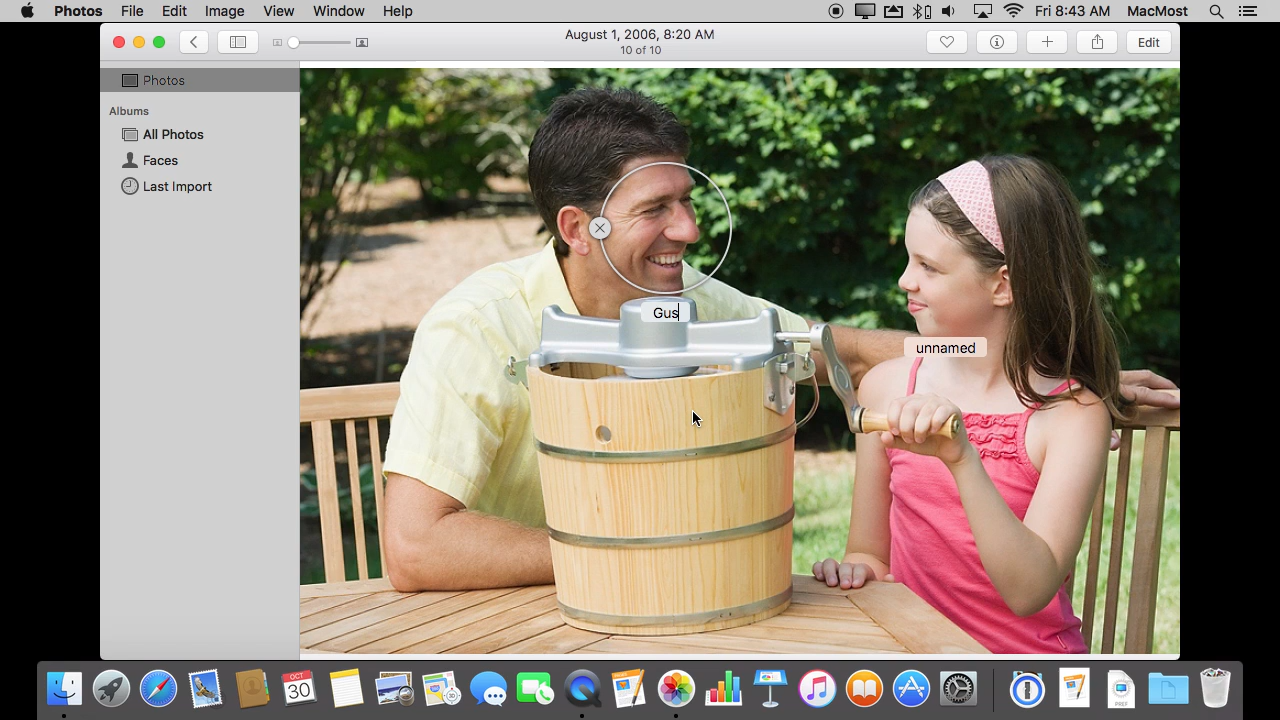 Photos File Edit Image View Window Help Fri 8:43 AM MacMost
August 1, 2006, 8:20 AM
10 of 10
Edit
Photos
Albums
All Photos
Faces
Last Import
Gus
unnamed
OCT
30